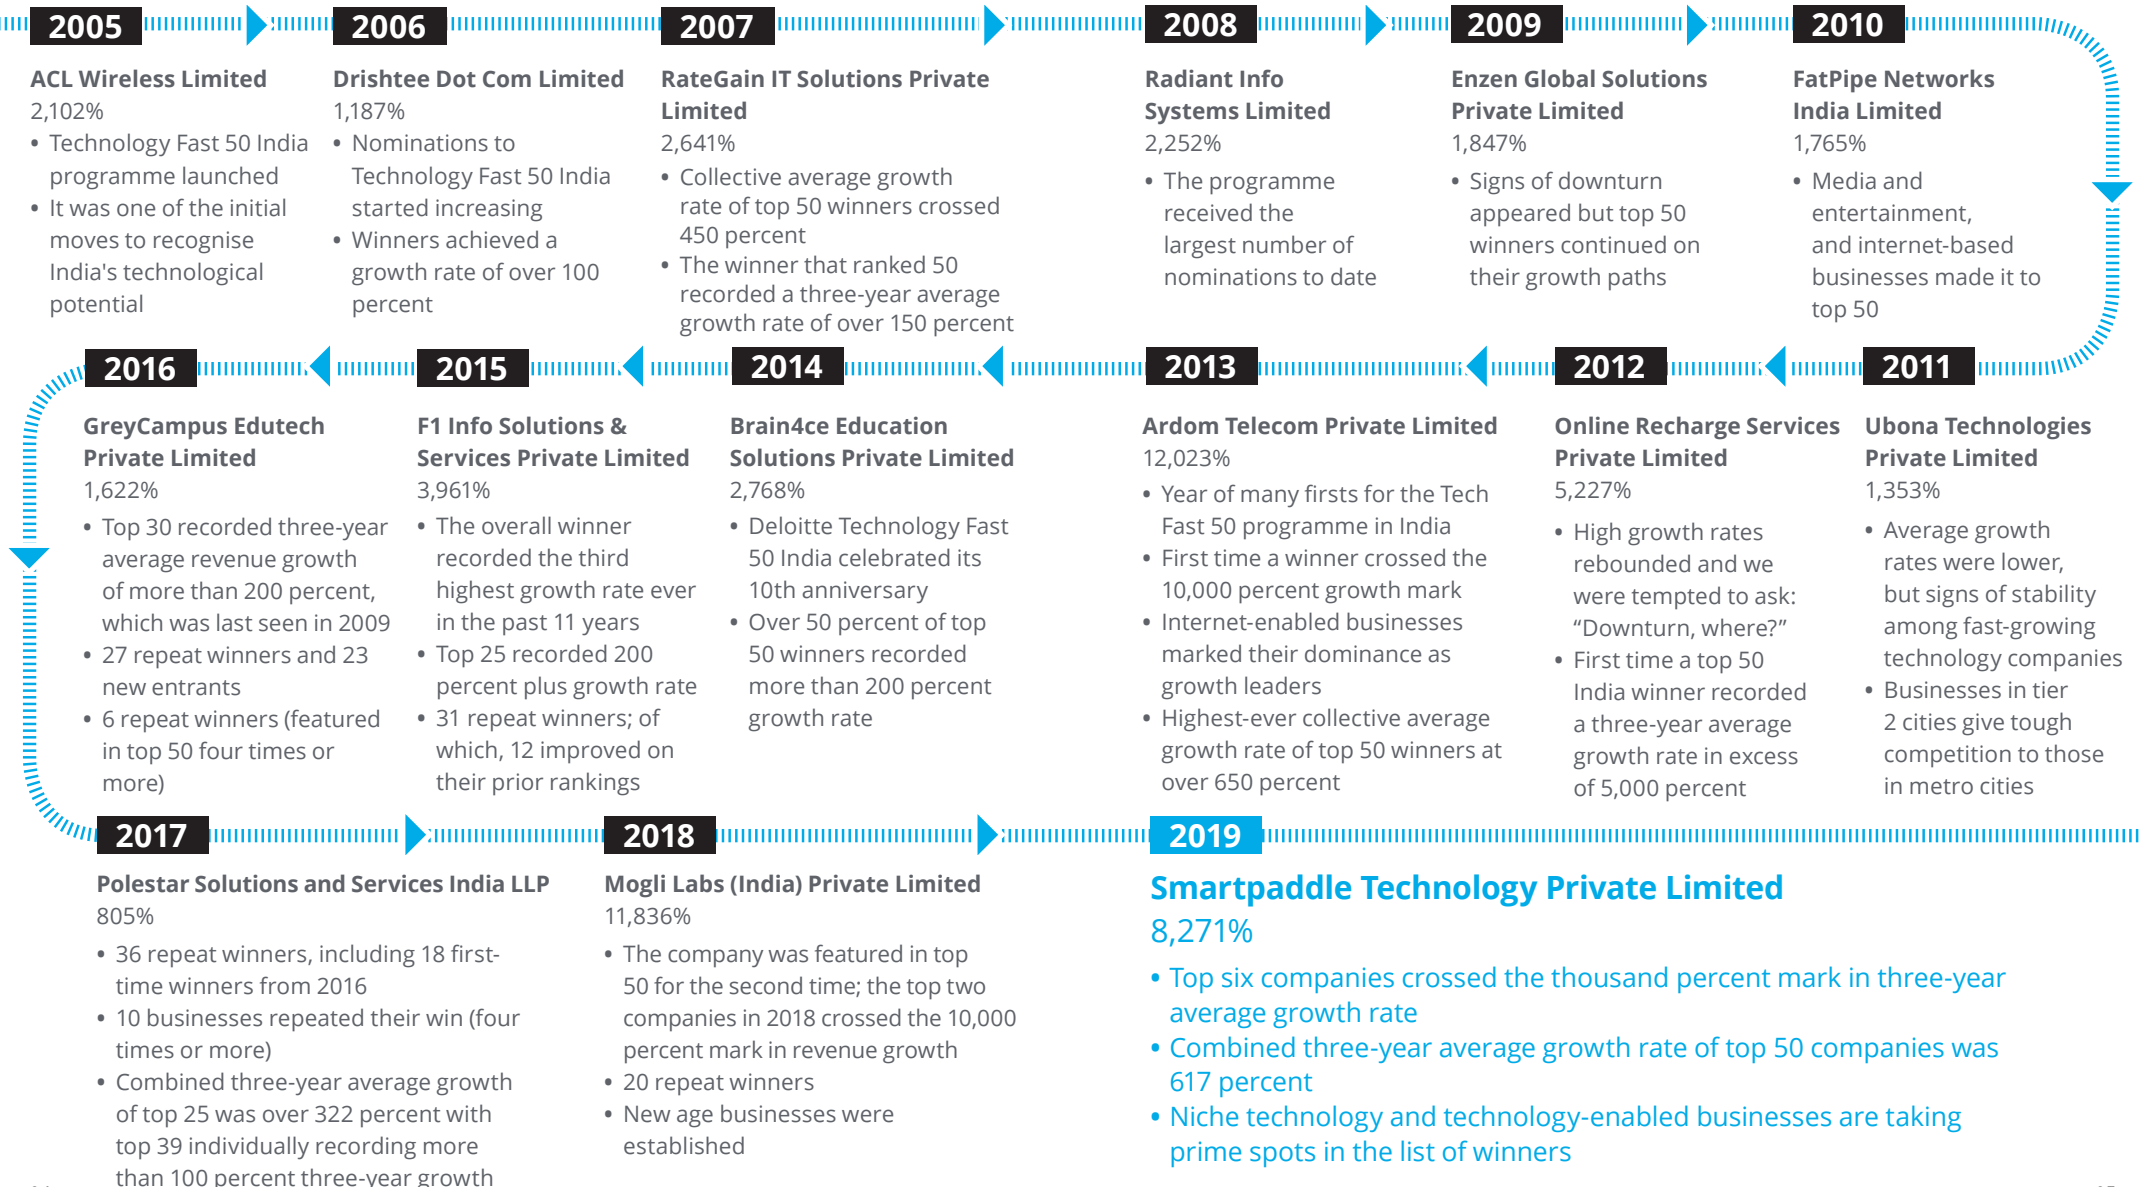 2005
ACL Wireless Limited
2,102%
• Technology Fast 50 India
programme launched
• It was one of the initial
moves to recognise
India's technological
potential
2006
Drishtee Dot Com Limited
1,187%
• Nominations to
Technology Fast 50 India
started increasing
• Winners achieved a
growth rate of over 100
percent
2007
RateGain IT Solutions Private
Limited
2,641%
• Collective average growth
rate of top 50 winners crossed
450 percent
• The winner that ranked 50
recorded a three-year average
growth rate of over 150 percent
2008
Radiant Info
Systems Limited
2,252%
• The programme
received the
largest number of
nominations to date
2009
Enzen Global Solutions
Private Limited
1,847%
• Signs of downturn
appeared but top 50
winners continued on
their growth paths
2010
FatPipe Networks
India Limited
1,765%
• Media and
entertainment,
and internet-based
businesses made it to
top 50
2011
Ubona Technologies
Private Limited
1,353%
• Average growth
rates were lower,
but signs of stability
among fast-growing
technology companies
• Businesses in tier
2 cities give tough
competition to those
in metro cities
2012
Online Recharge Services
Private Limited
5,227%
• High growth rates
rebounded and we
were tempted to ask:
“Downturn, where?”
• First time a top 50
India winner recorded
a three-year average
growth rate in excess
of 5,000 percent
2013
Ardom Telecom Private Limited
12,023%
• Year of many firsts for the Tech
Fast 50 programme in India
• First time a winner crossed the
10,000 percent growth mark
• Internet-enabled businesses
marked their dominance as
growth leaders
• Highest-ever collective average
growth rate of top 50 winners at
over 650 percent
2014
Brain4ce Education
Solutions Private Limited
2,768%
• Deloitte Technology Fast
50 India celebrated its
10th anniversary
• Over 50 percent of top
50 winners recorded
more than 200 percent
growth rate
2015
F1 Info Solutions &
Services Private Limited
3,961%
• The overall winner
recorded the third
highest growth rate ever
in the past 11 years
• Top 25 recorded 200
percent plus growth rate
• 31 repeat winners; of
which, 12 improved on
their prior rankings
2016
GreyCampus Edutech
Private Limited
1,622%
• Top 30 recorded three-year
average revenue growth
of more than 200 percent,
which was last seen in 2009
• 27 repeat winners and 23
new entrants
• 6 repeat winners (featured
in top 50 four times or
more)
2017
Polestar Solutions and Services India LLP
805%
• 36 repeat winners, including 18 first-
time winners from 2016
• 10 businesses repeated their win (four
times or more)
• Combined three-year average growth
of top 25 was over 322 percent with
top 39 individually recording more
than 100 percent three-year growth
2018
Mogli Labs (India) Private Limited
11,836%
• The company was featured in top
50 for the second time; the top two
companies in 2018 crossed the 10,000
percent mark in revenue growth
• 20 repeat winners
• New age businesses were
established
2019
Smartpaddle Technology Private Limited
8,271%
• Top six companies crossed the thousand percent mark in three-year
average growth rate
• Combined three-year average growth rate of top 50 companies was
617 percent
• Niche technology and technology-enabled businesses are taking
prime spots in the list of winners